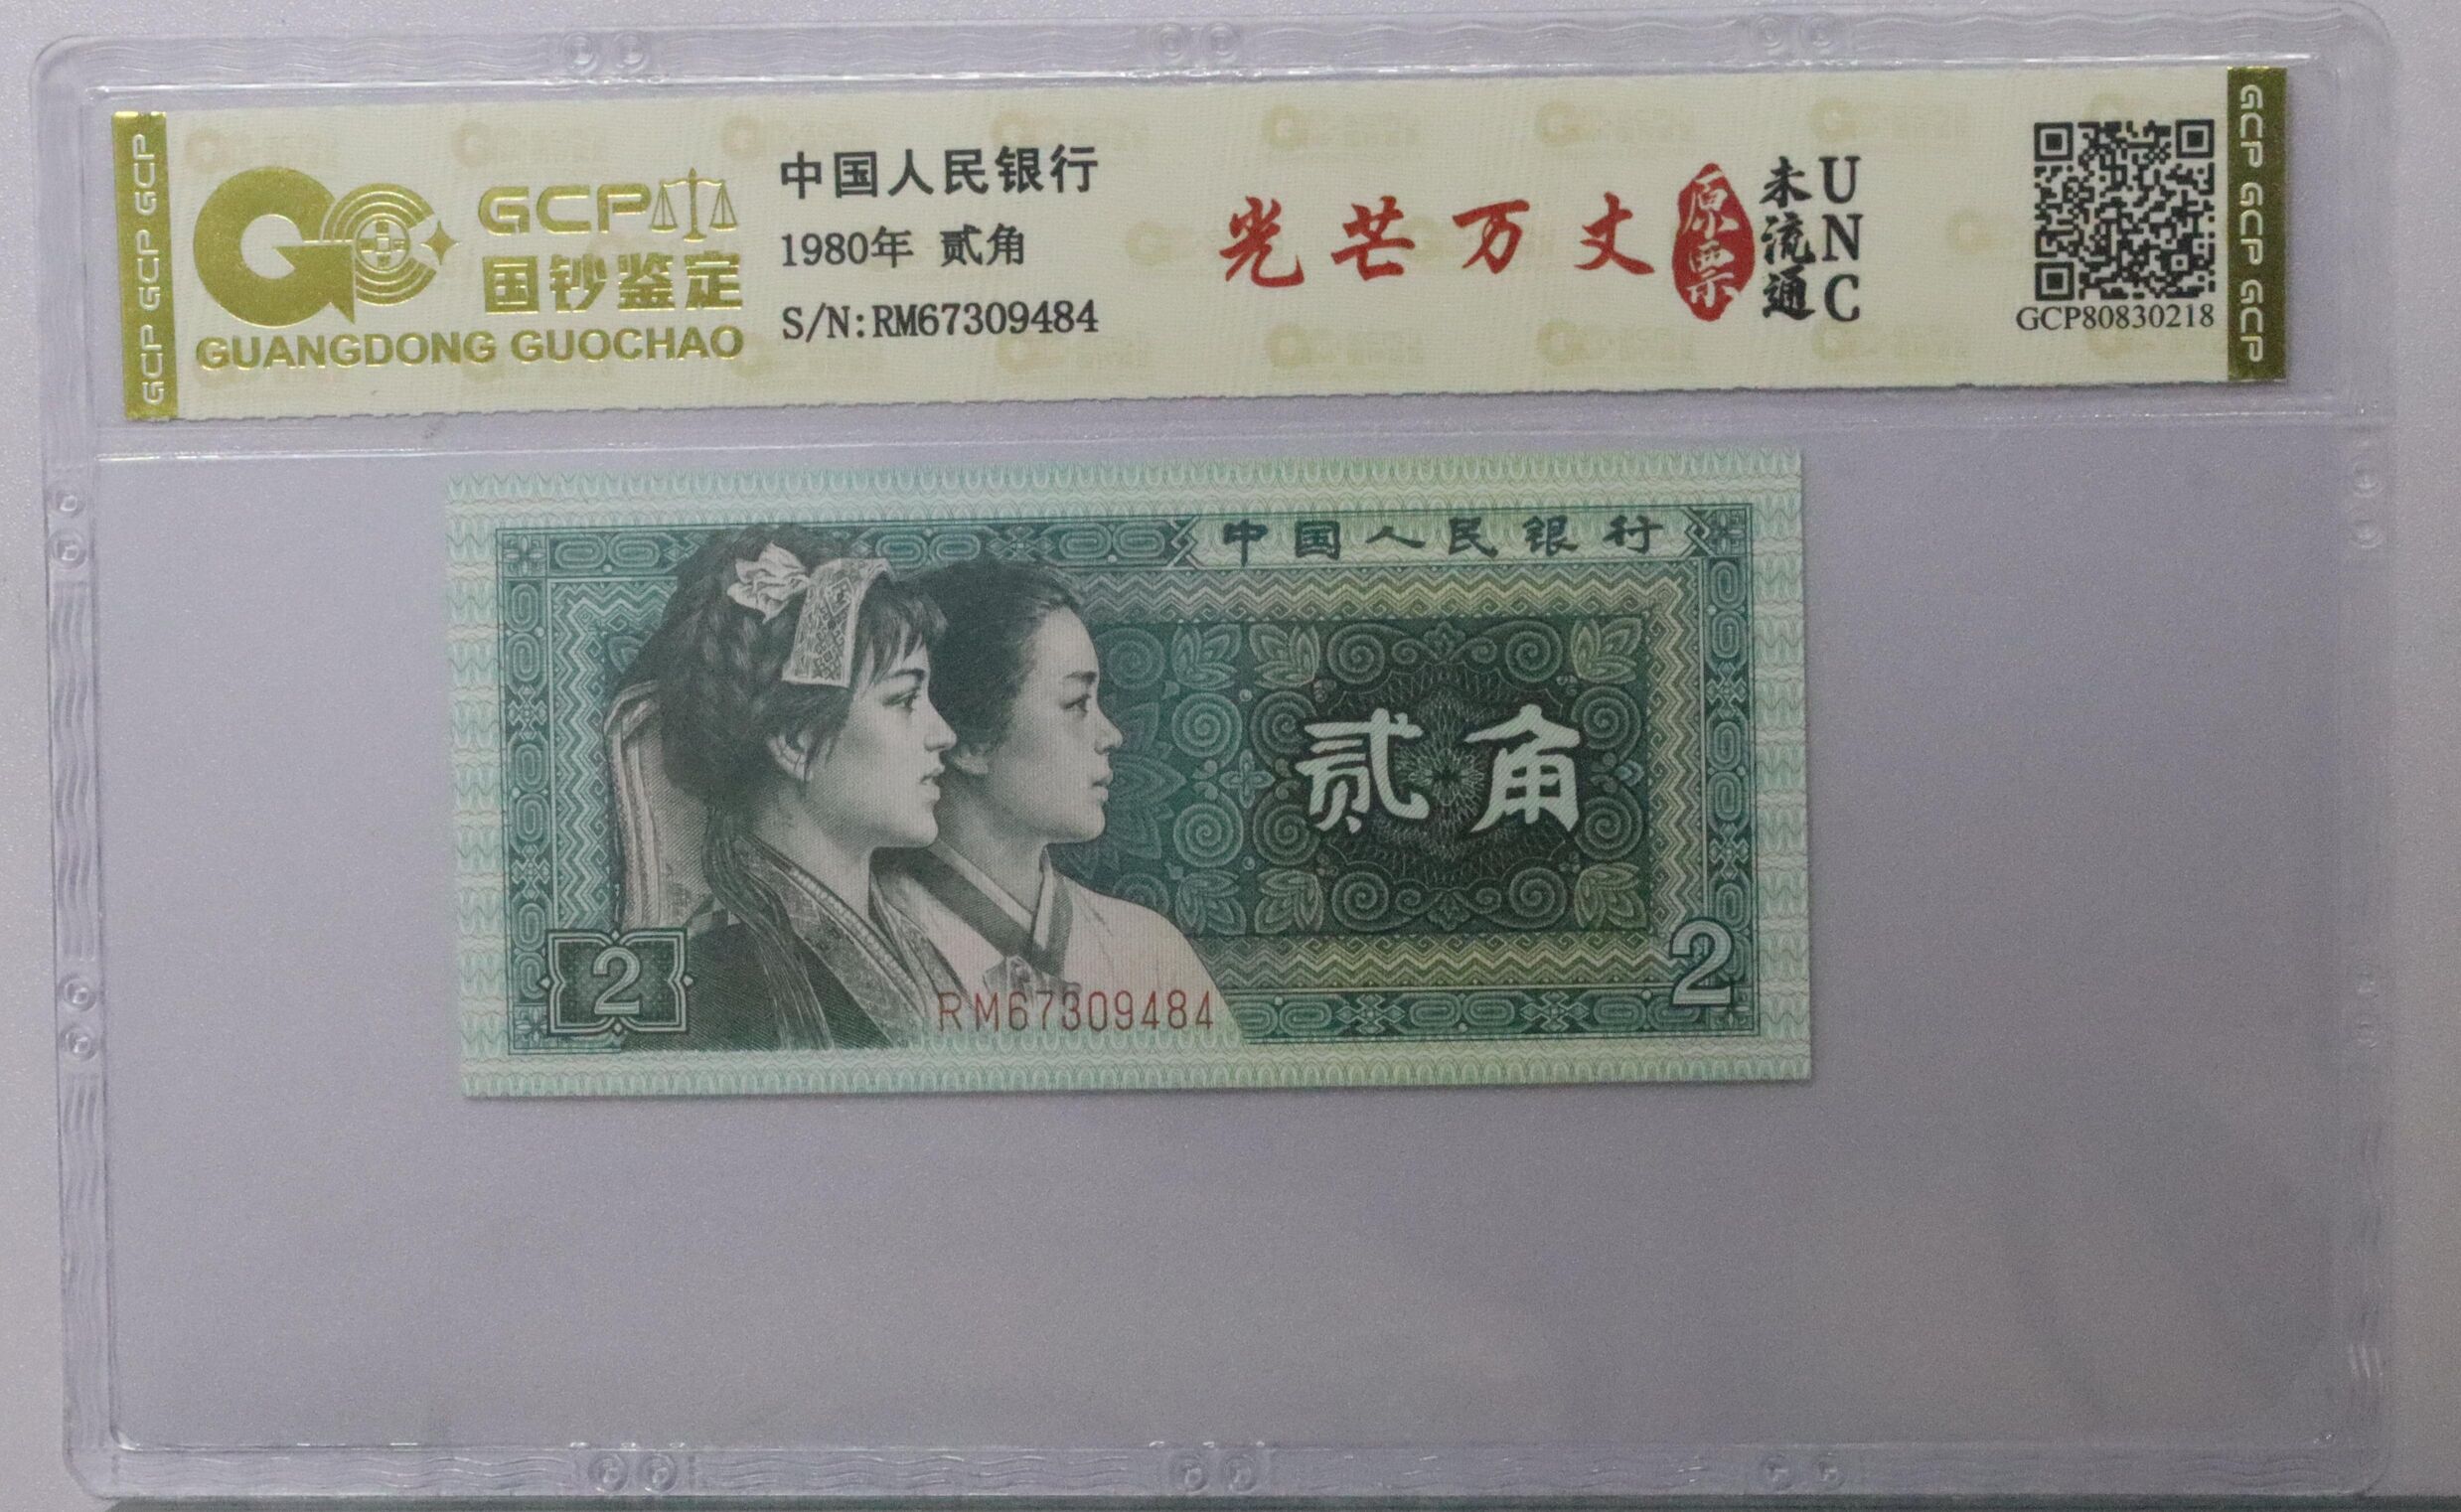 GCP GCP GCP
GCP
国钞鉴定
GUANGDONG GUOCHAO
中国人民银行
1980年 贰角
S/N:RM67309484
光芒万丈
原票
未流通
UNC
GCP80830218
GCP GCP GCP
中国人民银行
贰角
2
2
RM67309484